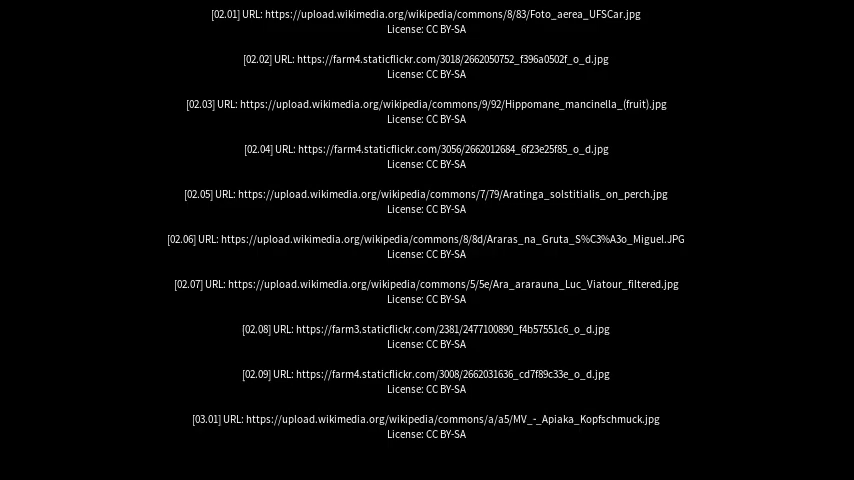 [02.01] URL: https://upload.wikimedia.org/wikipedia/commons/8/83/Foto_aerea_UFSCar.jpg
License: CC BY-SA
[02.02] URL: https://farm4.staticflickr.com/3018/2662050752_f396a0502f_o_d.jpg
License: CC BY-SA
[02.03] URL: https://upload.wikimedia.org/wikipedia/commons/9/92/Hippomane_mancinella_(fruit).jpg
License: CC BY-SA
[02.04] URL: https://farm4.staticflickr.com/3056/2662012684_6f23e25f85_o_d.jpg
License: CC BY-SA
[02.05] URL: https://upload.wikimedia.org/wikipedia/commons/7/79/Aratinga_solstitialis_on_perch.jpg
License: CC BY-SA
[02.06] URL: https://upload.wikimedia.org/wikipedia/commons/8/8d/Araras_na_Gruta_S%C3%A3o_Miguel.JPG
License: CC BY-SA
[02.07] URL: https://upload.wikimedia.org/wikipedia/commons/5/5e/Ara_ararauna_Luc_Viatour_filtered.jpg
License: CC BY-SA
[02.08] URL: https://farm3.staticflickr.com/2381/2477100890_f4b57551c6_o_d.jpg
License: CC BY-SA
[02.09] URL: https://farm4.staticflickr.com/3008/2662031636_cd7f89c33e_o_d.jpg
License: CC BY-SA
[03.01] URL: https://upload.wikimedia.org/wikipedia/commons/a/a5/MV_-_Apiaka_Kopfschmuck.jpg
License: CC BY-SA